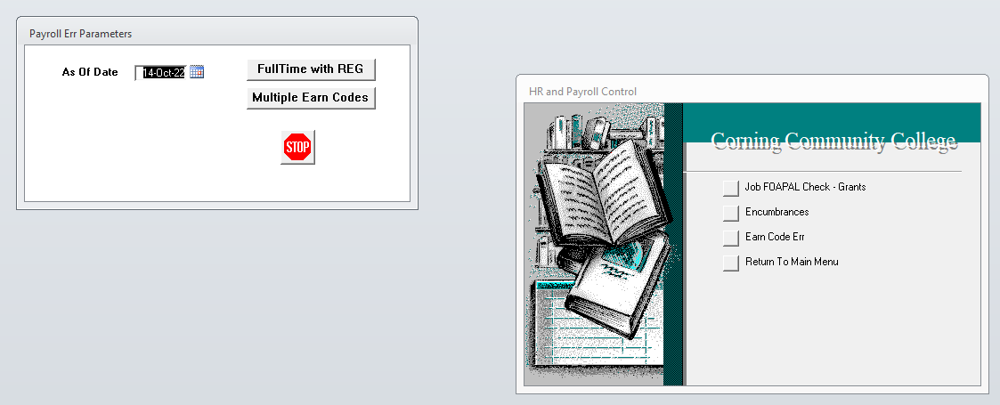 Payroll Err Parameters
As Of Date 14-Oct-22 FullTime with REG
Multiple Earn Codes
STOP
HR and Payroll Control
Corning Community College
Job FOAPAL Check - Grants
Encumbrances
Earn Code Err
Return To Main Menu